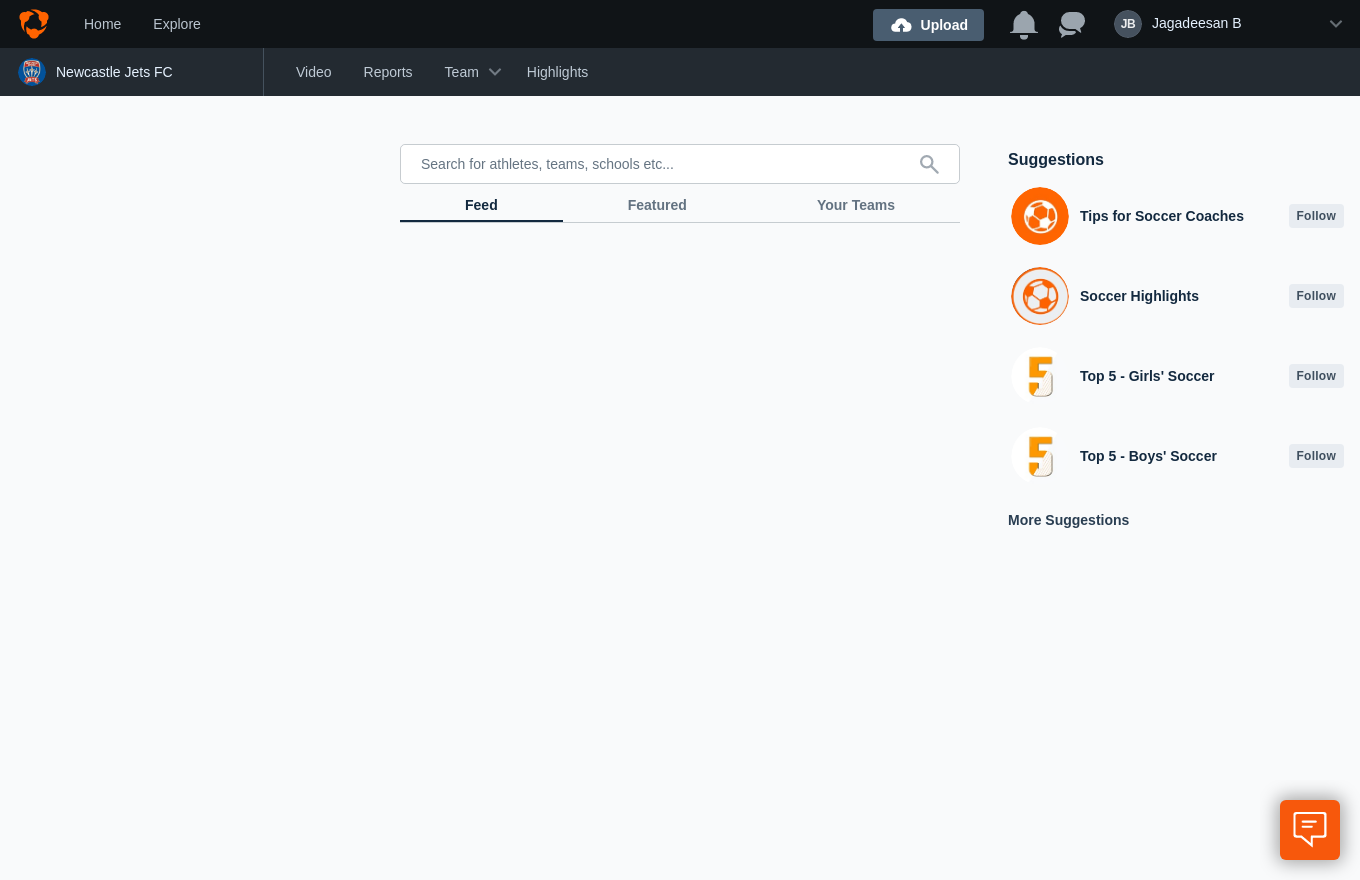 Home
Explore
Upload
JB
Jagadeesan B
Newcastle Jets FC
Video
Reports
Team
Highlights
Search for athletes, teams, schools etc...
Feed
Featured
Your Teams
Suggestions
Tips for Soccer Coaches
Follow
Soccer Highlights
Follow
5
Top 5 - Girls' Soccer
Follow
5
Top 5 - Boys' Soccer
Follow
More Suggestions